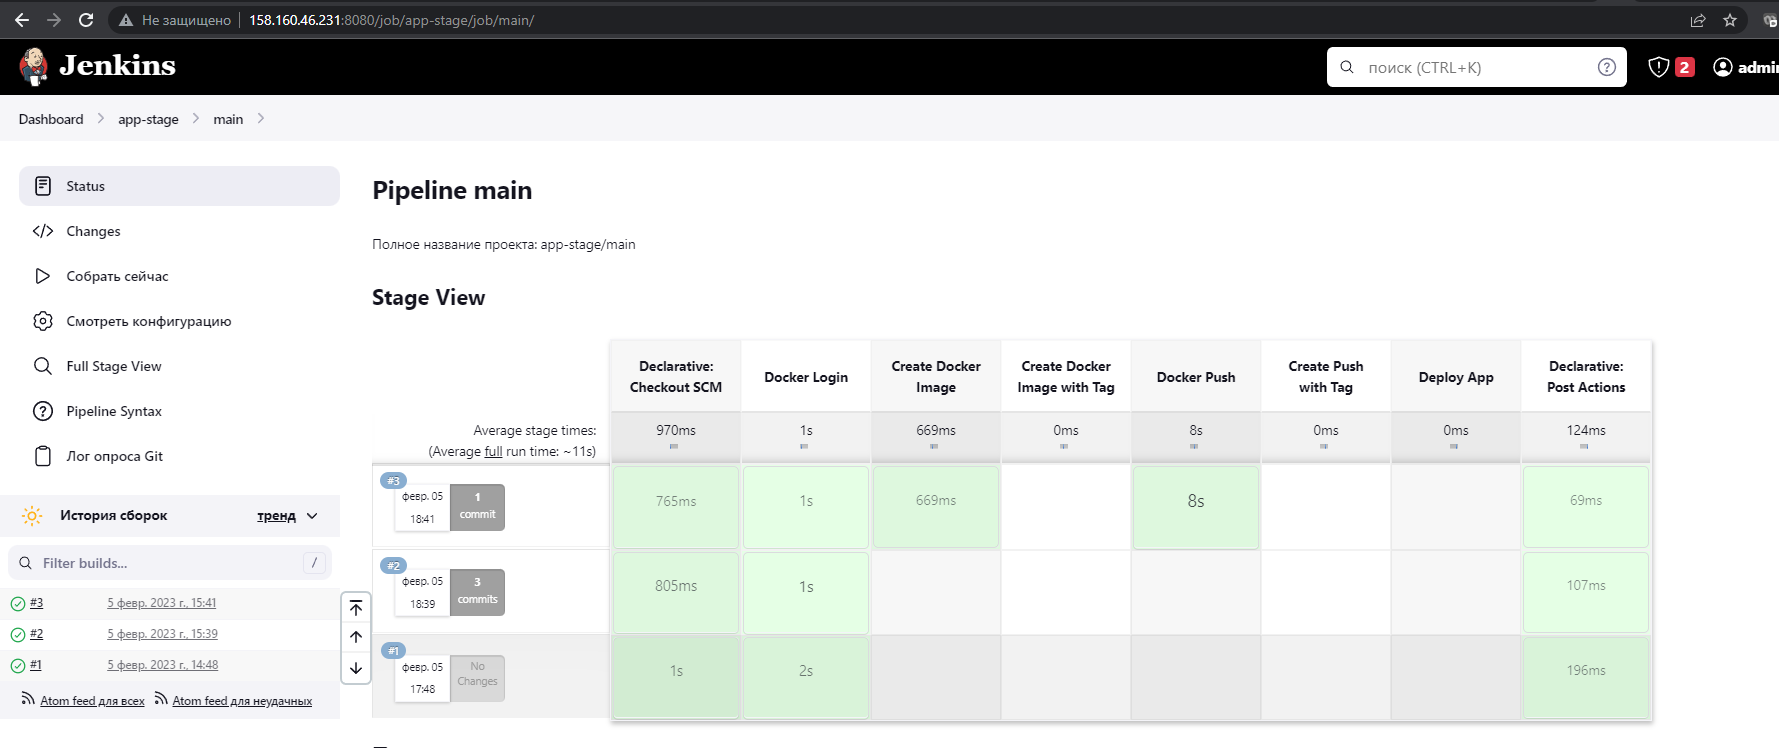 Не защищено
158.160.46.231:8080/job/app-stage/job/main/
Jenkins
поиск (CTRL+K)
?
2
Dashboard
app-stage
main
Status
Changes
Собрать сейчас
Смотреть конфигурацию
Full Stage View
Pipeline Syntax
Лог опроса Git
История сборок
тренд
Filter builds...
/
#3
5 февр. 2023 г., 15:41
#2
5 февр. 2023 г., 15:39
#1
5 февр. 2023 г., 14:48
Atom feed для всех
Atom feed для неудачных
Pipeline main
Полное название проекта: app-stage/main
Stage View
Declarative:
Checkout SCM
Docker Login
Create Docker
Image
Create Docker
Image with Tag
Docker Push
Create Push
with Tag
Deploy App
Declarative:
Post Actions
Average stage times:
(Average full run time: ~11s)
970ms
1s
669ms
0ms
8s
0ms
0ms
124ms
#3
февр. 05
18:41
1
commit
765ms
1s
669ms
8s
69ms
#2
февр. 05
18:39
3
commits
805ms
1s
107ms
#1
февр. 05
17:48
No
Changes
1s
2s
196ms